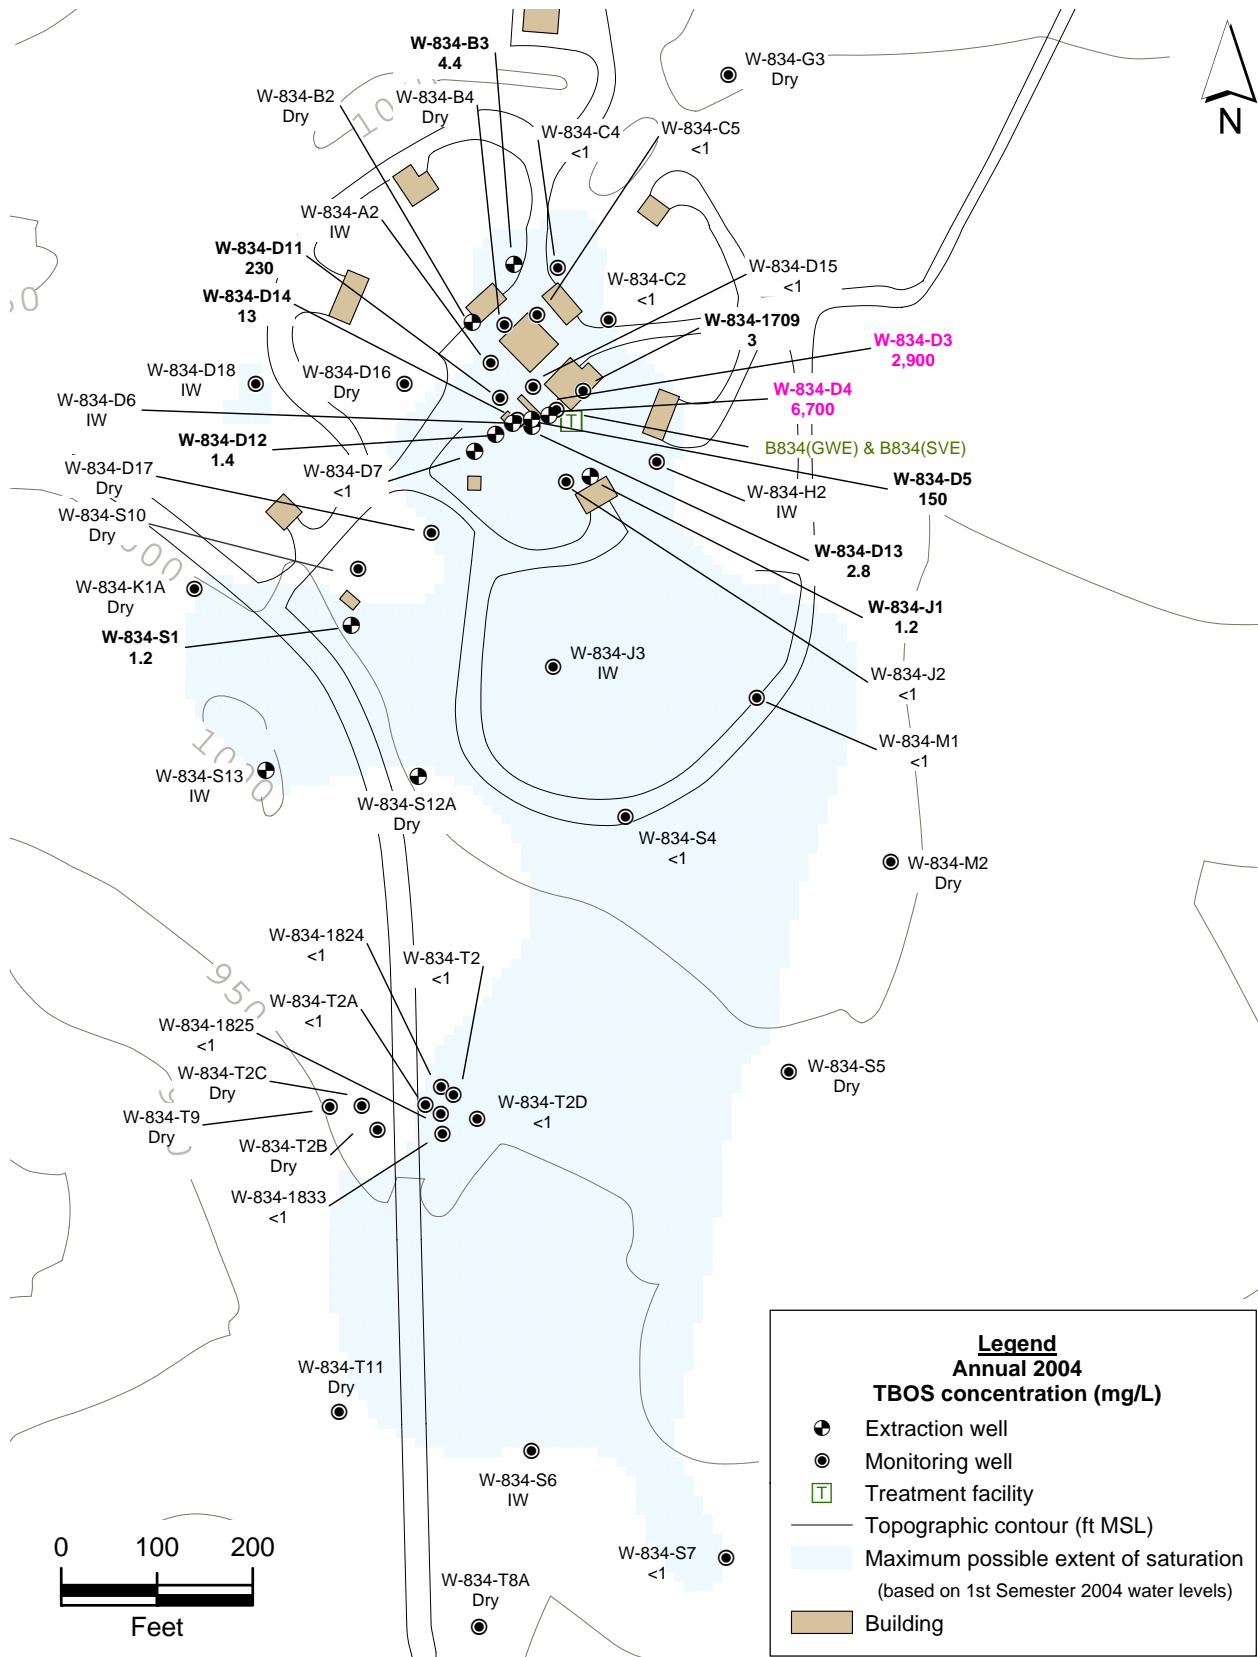 W-834-B3
4.4
W-834-G3
Dry
W-834-B2
Dry
W-834-B4
Dry
W-834-C4
<1
W-834-C5
<1
N
W-834-A2
IW
W-834-D11
230
W-834-D14
13
W-834-C2
<1
W-834-D15
<1
W-834-1709
3
W-834-D3
2,900
W-834-D18
IW
W-834-D16
Dry
W-834-D4
6,700
W-834-D6
IW
W-834-D12
1.4
W-834-D7
<1
B834(GWE) & B834(SVE)
T
W-834-D17
Dry
W-834-H2
IW
W-834-D5
150
W-834-S10
Dry
W-834-D13
2.8
W-834-K1A
Dry
W-834-J1
1.2
W-834-S1
1.2
W-834-J3
IW
W-834-J2
<1
W-834-M1
<1
1000
W-834-S13
IW
W-834-S12A
Dry
W-834-S4
<1
W-834-M2
Dry
W-834-1824
<1
W-834-T2
<1
950
W-834-T2A
<1
W-834-1825
<1
W-834-T2C
Dry
W-834-S5
Dry
W-834-T9
Dry
W-834-T2D
<1
W-834-T2B
Dry
W-834-1833
<1
W-834-T11
Dry
W-834-S6
IW
W-834-S7
<1
W-834-T8A
Dry
0 100 200
Feet
Legend
Annual 2004
TBOS concentration (mg/L)
Extraction well
Monitoring well
T Treatment facility
Topographic contour (ft MSL)
Maximum possible extent of saturation
(based on 1st Semester 2004 water levels)
Building